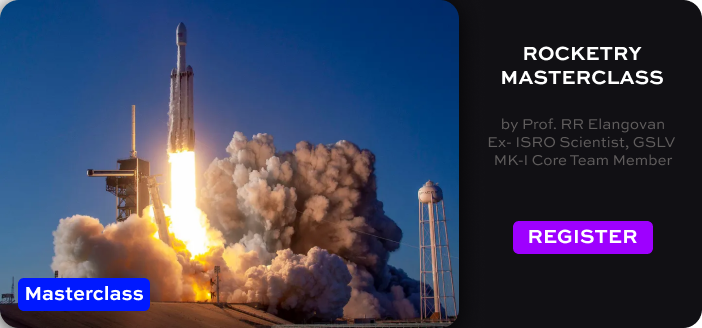 ROCKETRY
MASTERCLASS
by Prof. RR Elangovan
Ex- ISRO Scientist, GSLV
MK-I Core Team Member
REGISTER
Masterclass